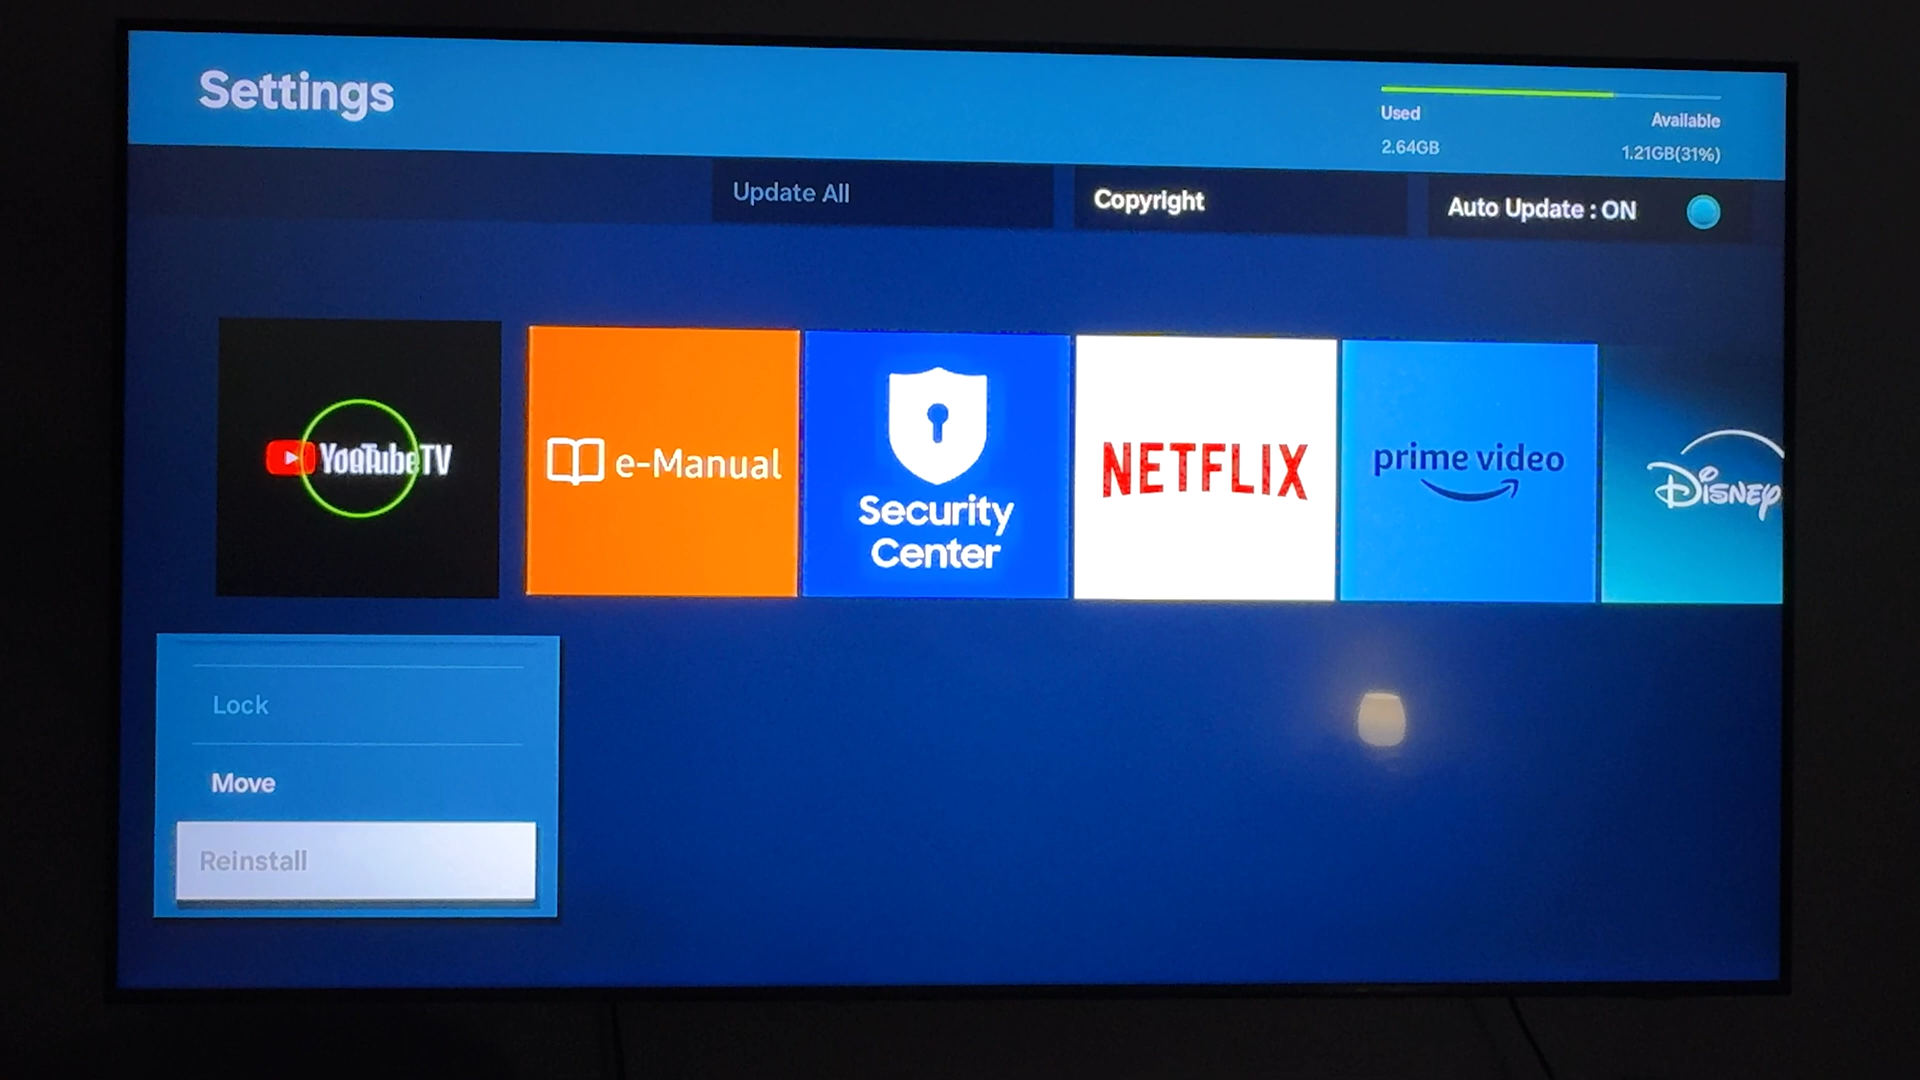 Settings
Used
Available
2.64GB
1.21GB(31%)
Update All
Copyright
Auto Update : ON
YouTube TV
e-Manual
Security
Center
NETFLIX
prime video
Disney
Lock
Move
Reinstall